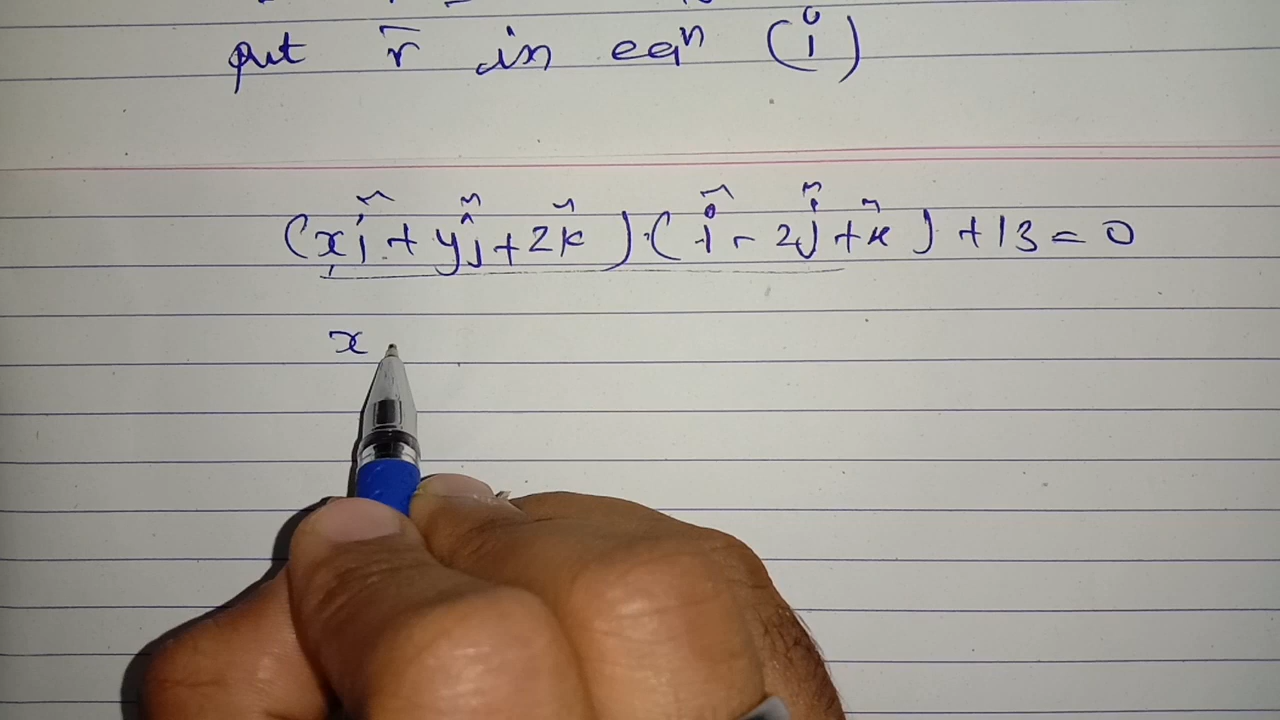 put r̄ in eqⁿ (i)
(xî + yĵ + zk̂).(î - 2ĵ + k̂) + 13 = 0
x